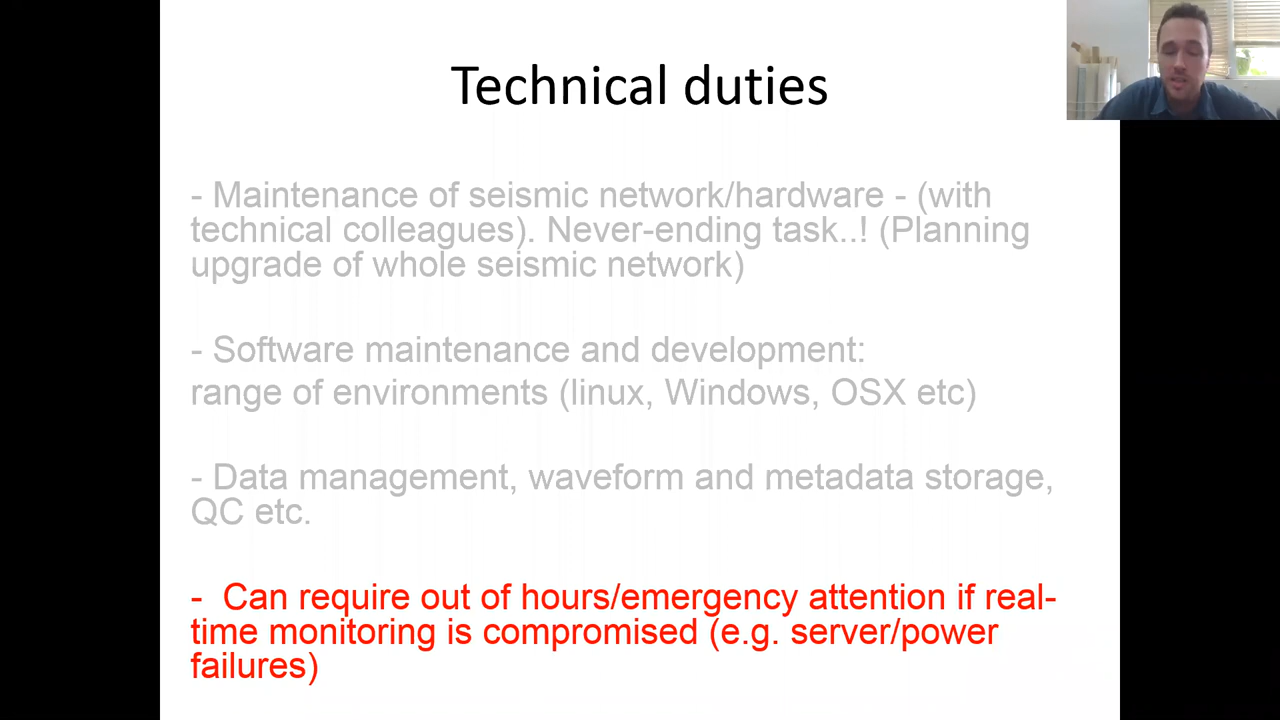 Technical duties
- Maintenance of seismic network/hardware - (with
technical colleagues). Never-ending task..! (Planning
upgrade of whole seismic network)
- Software maintenance and development:
range of environments (linux, Windows, OSX etc)
- Data management, waveform and metadata storage,
QC etc.
- Can require out of hours/emergency attention if real-
time monitoring is compromised (e.g. server/power
failures)